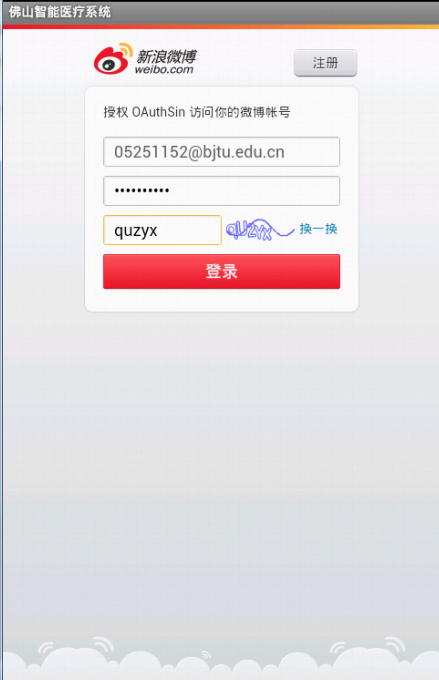 佛山智能医疗系统
新浪微博
weibo.com
注册
授权 OAuthSin 访问你的微博帐号
05251152@bjtu.edu.cn
••••••••••
quzyx quzyx 换一换
登录